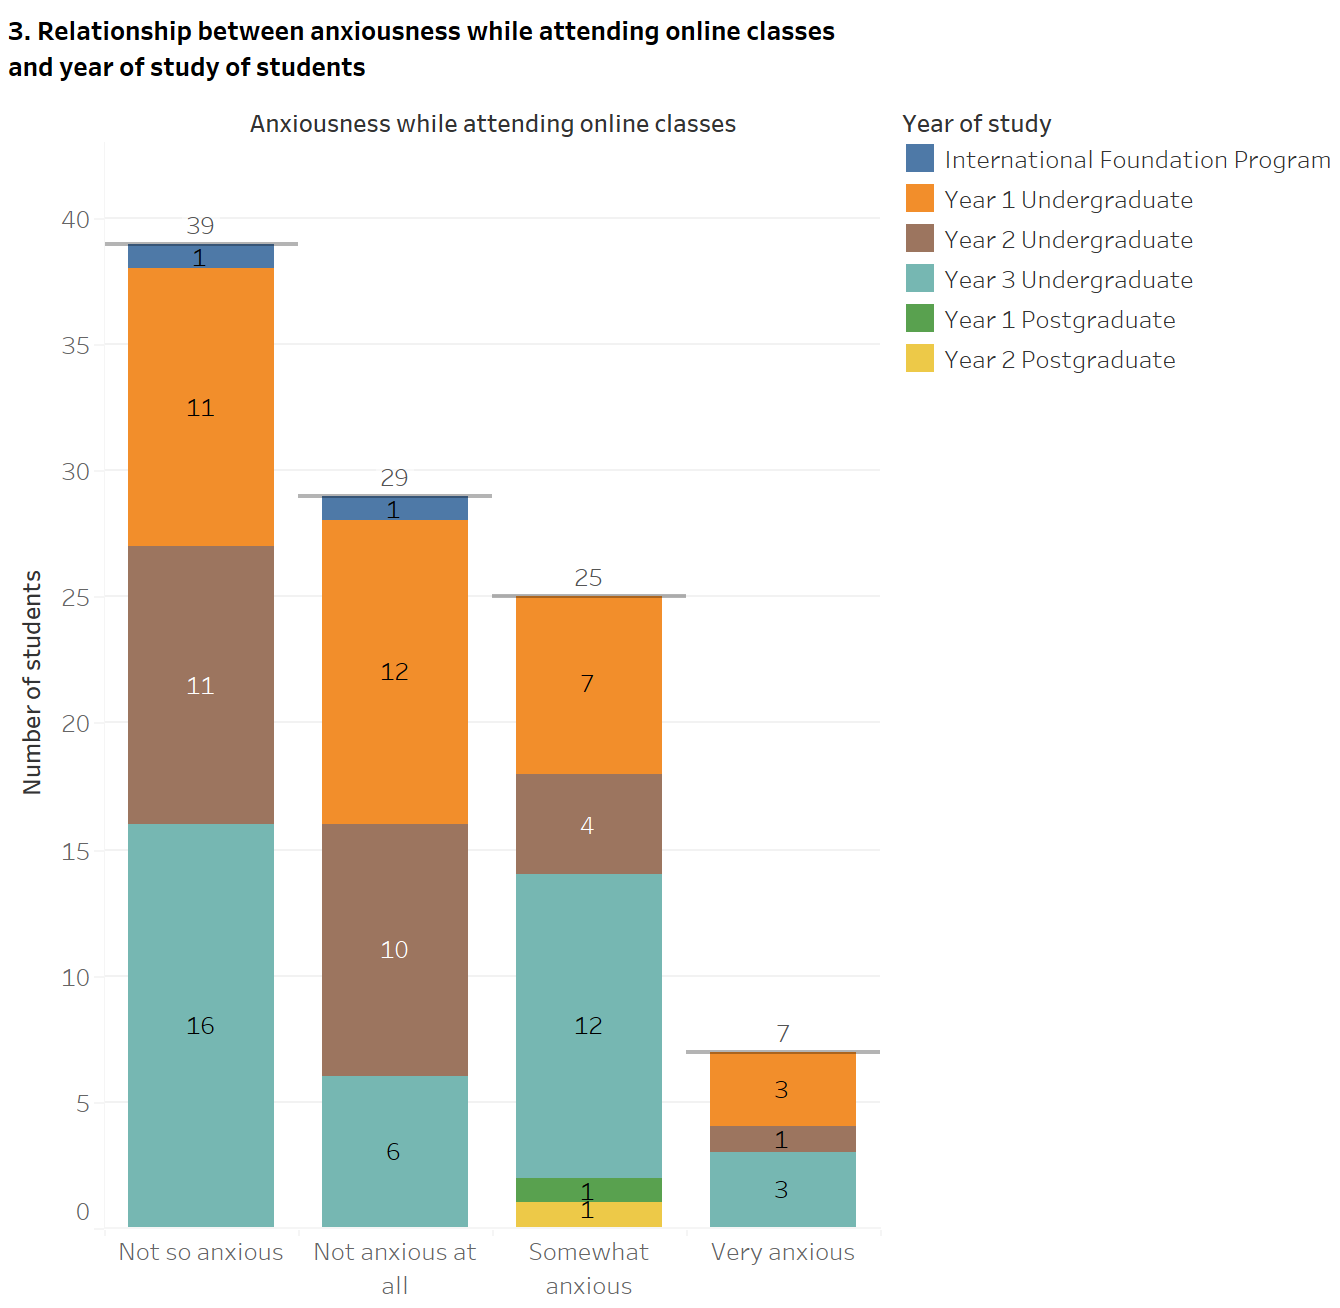 3. Relationship between anxiousness while attending online classes
and year of study of students
Anxiousness while attending online classes
Year of study
International Foundation Program
Year 1 Undergraduate
Year 2 Undergraduate
Year 3 Undergraduate
Year 1 Postgraduate
Year 2 Postgraduate
Number of students
40
35
30
25
20
15
10
5
0
39
1
11
11
16
29
1
12
10
6
25
7
4
12
1
1
7
3
1
3
Not so anxious
Not anxious at
all
Somewhat
anxious
Very anxious